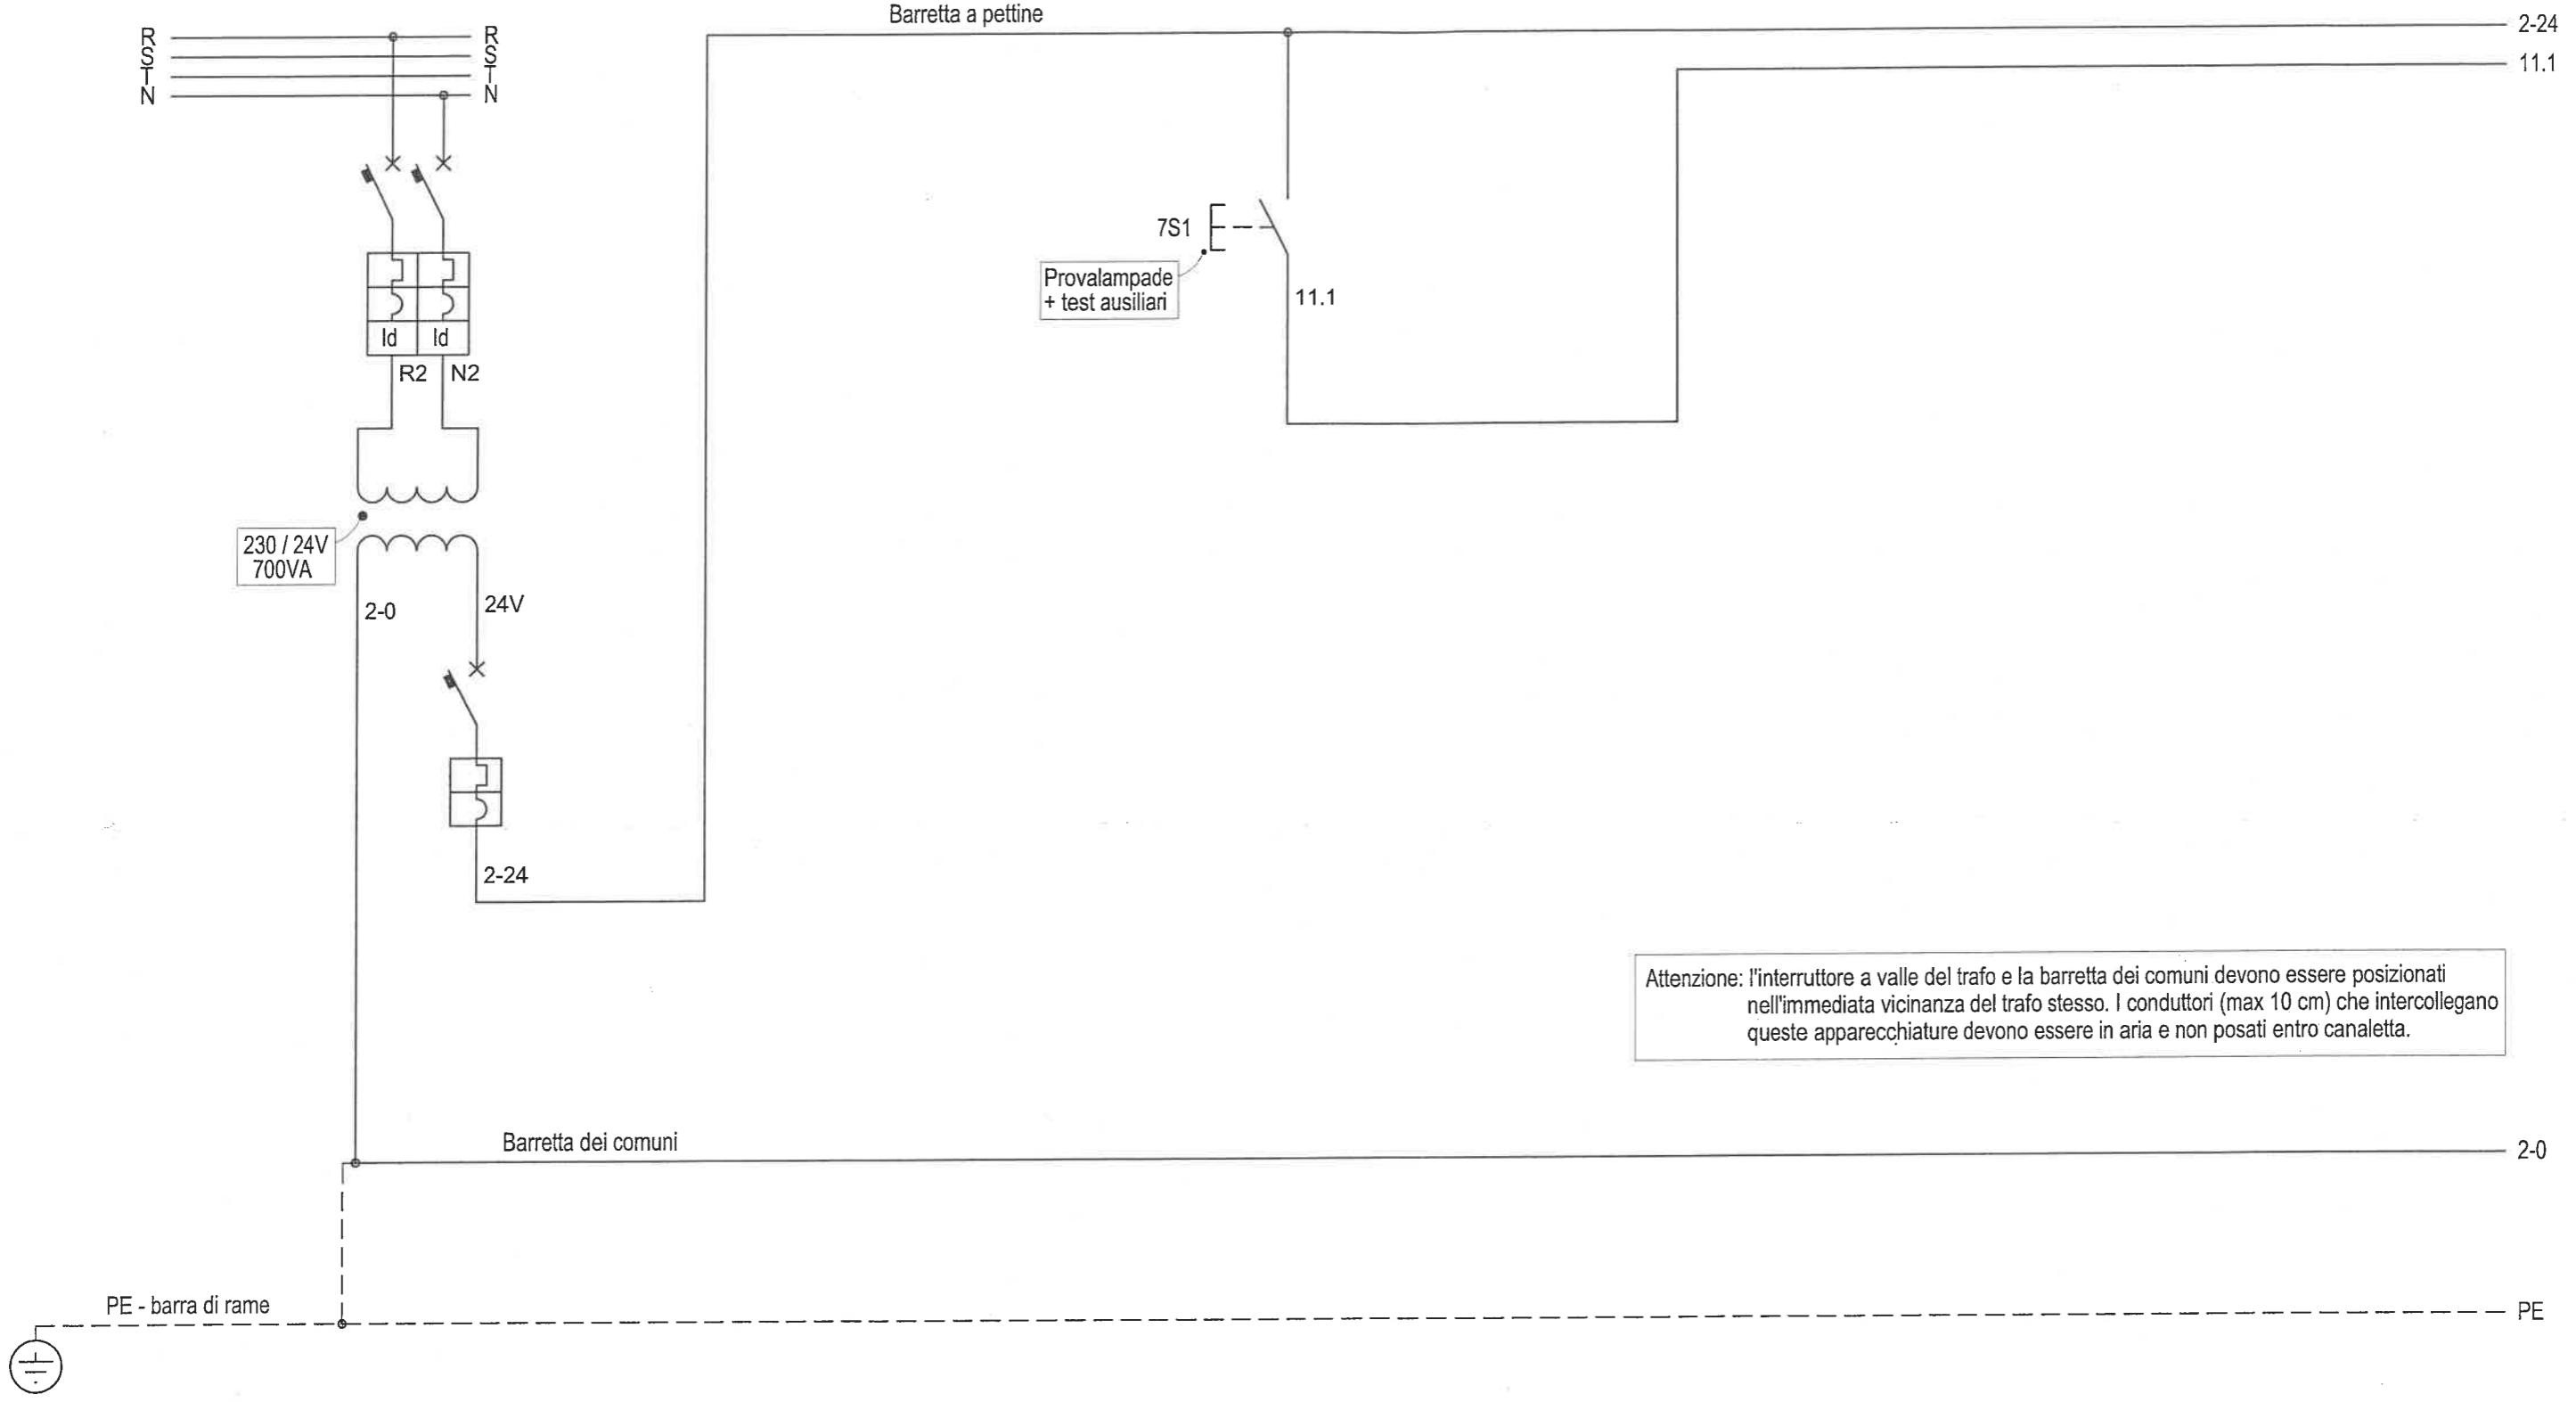 Barretta a pettine
2-24
11.1
R
S
T
N
R
S
T
N
7S1
Provalampade
+ test ausiliari
11.1
Id
Id
R2
N2
230 / 24V
700VA
2-0
24V
2-24
Attenzione: l'interruttore a valle del trafo e la barretta dei comuni devono essere posizionati
nell'immediata vicinanza del trafo stesso. I conduttori (max 10 cm) che intercollegano
queste apparecchiature devono essere in aria e non posati entro canaletta.
Barretta dei comuni
2-0
PE - barra di rame
PE